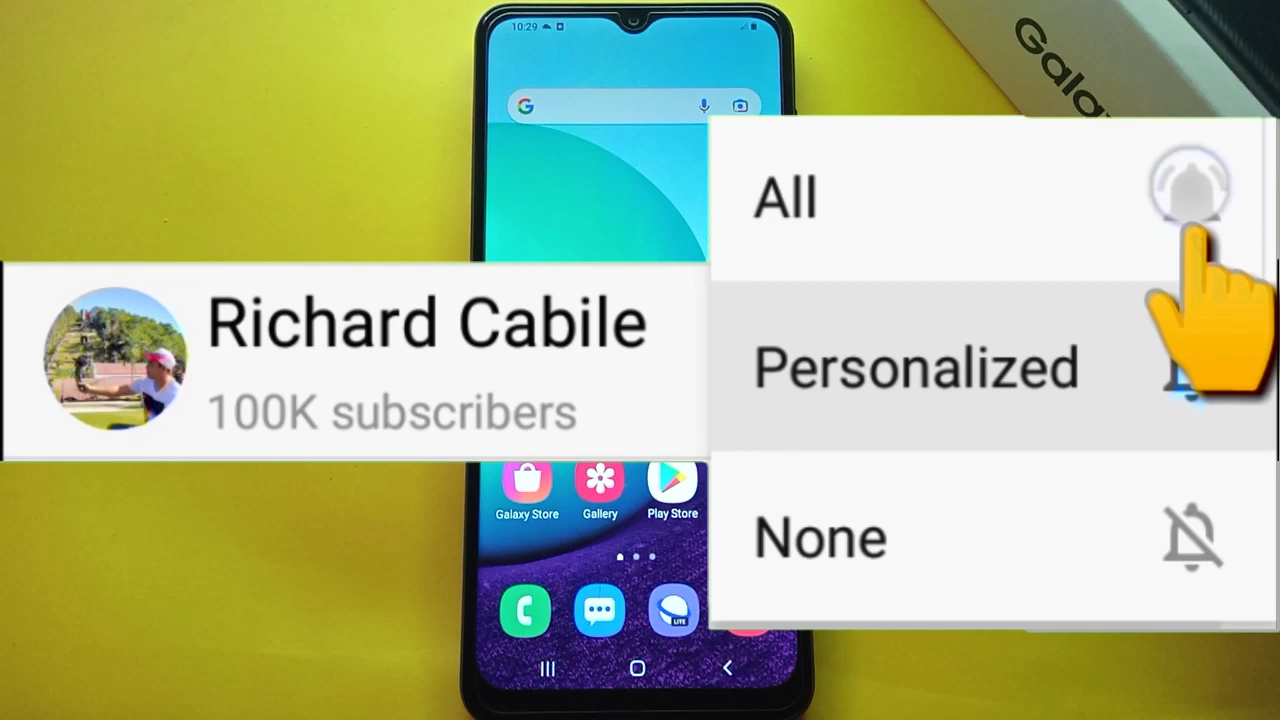 10:29
Galaxy
All
Richard Cabile
100K subscribers
Personalized
None
Galaxy Store
Gallery
Play Store
LITE